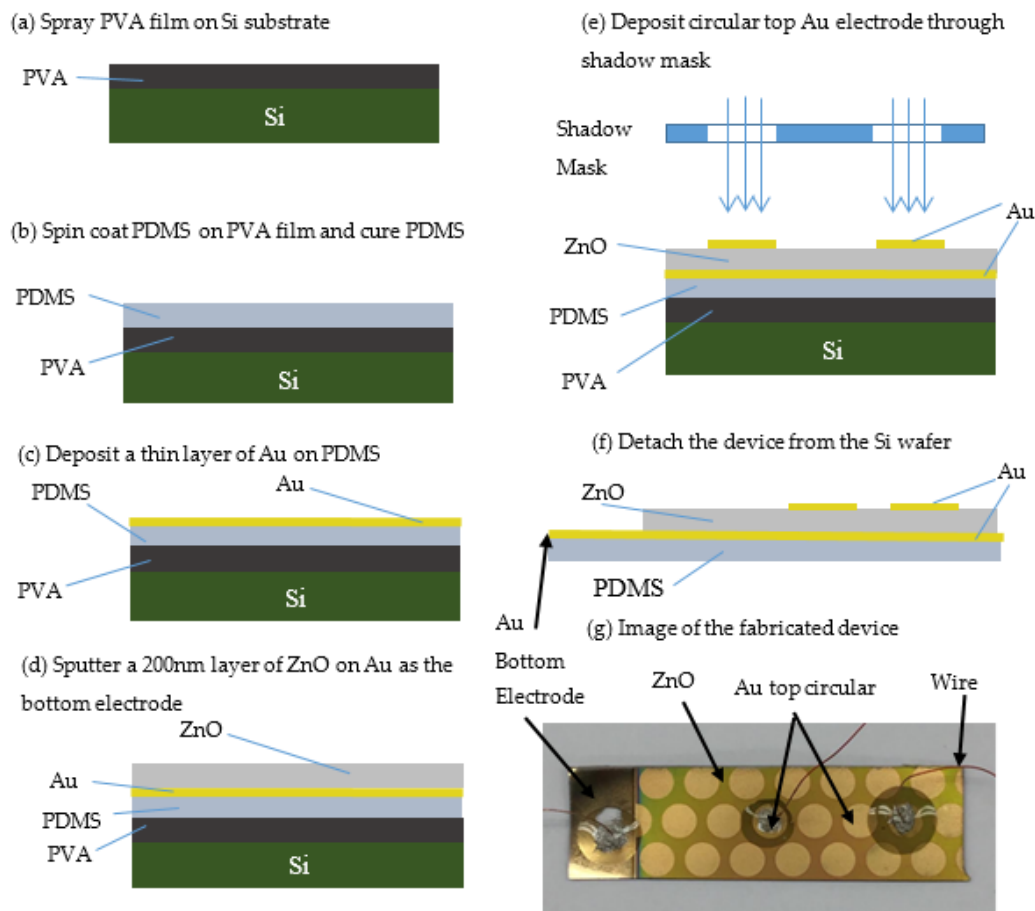 (a) Spray PVA film on Si substrate
PVA
Si
(b) Spin coat PDMS on PVA film and cure PDMS
PDMS
PVA
Si
(c) Deposit a thin layer of Au on PDMS
PDMS
Au
PVA
Si
(d) Sputter a 200nm layer of ZnO on Au as the
bottom electrode
ZnO
Au
PDMS
PVA
Si
(e) Deposit circular top Au electrode through
shadow mask
Shadow
Mask
Au
ZnO
PDMS
Si
PVA
(f) Detach the device from the Si wafer
Au
ZnO
PDMS
Au
Bottom
Electrode
(g) Image of the fabricated device
ZnO
Au top circular
Wire